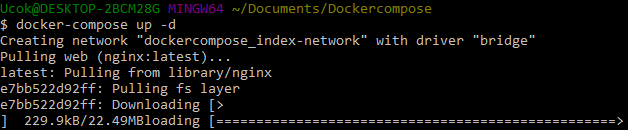 Ucok@DESKTOP-2BCM28G MINGW64 ~/Documents/Dockercompose
$ docker-compose up -d
Creating network "dockercompose_index-network" with driver "bridge"
Pulling web (nginx:latest)...
latest: Pulling from library/nginx
e7bb522d92ff: Pulling fs layer
e7bb522d92ff: Downloading [>
]  229.9kB/22.49MBloading [==================================================>